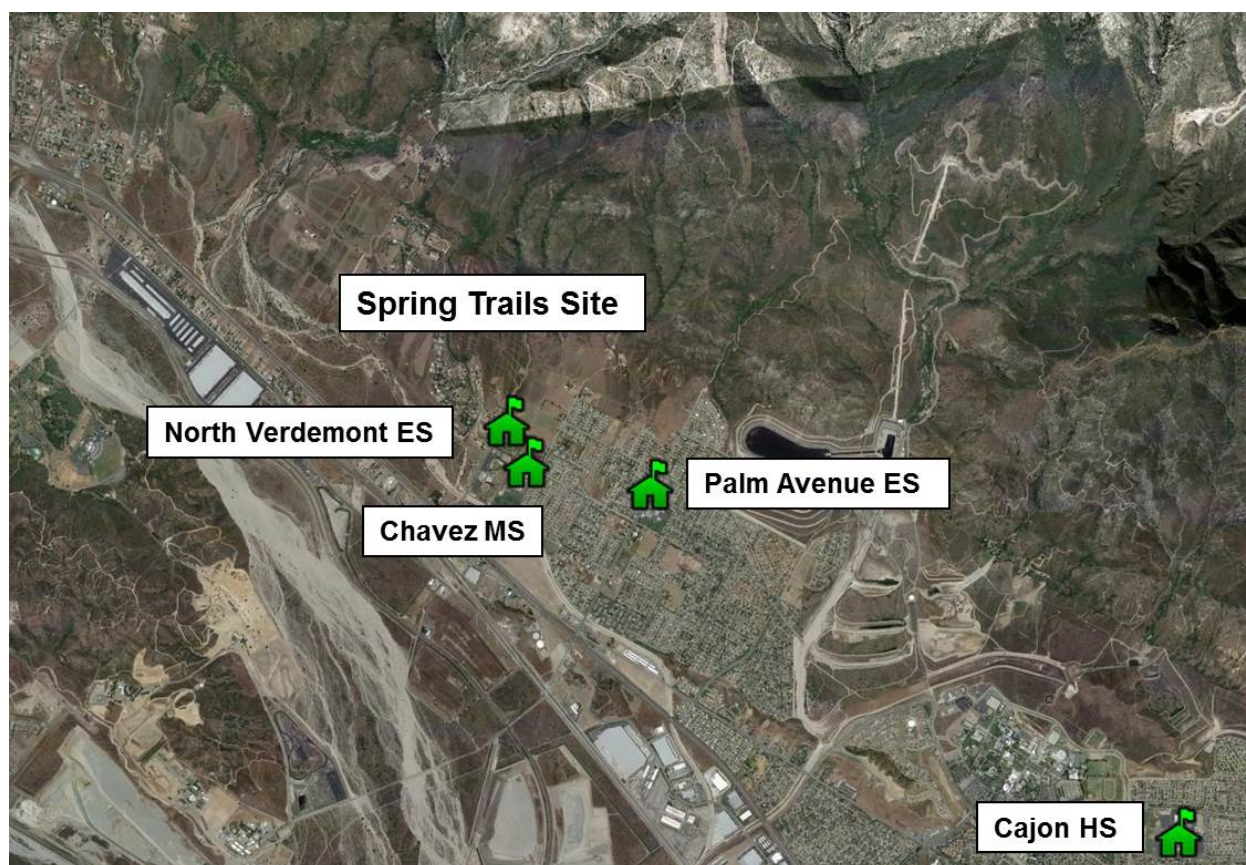 Spring Trails Site
North Verdemont ES
Palm Avenue ES
Chavez MS
Cajon HS